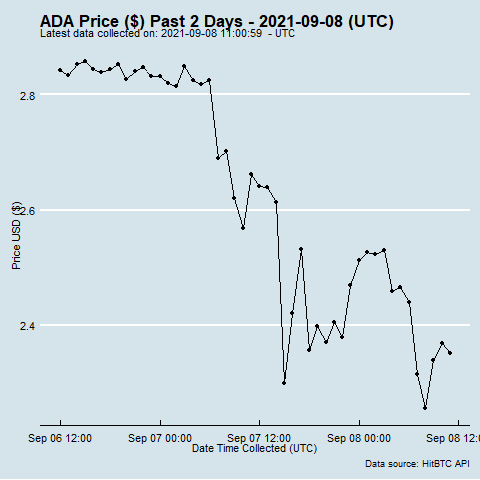 ADA Price ($) Past 2 Days - 2021-09-08 (UTC)
Latest data collected on: 2021-09-08 11:00:59 - UTC
Price USD ($)
2.8
2.6
2.4
Sep 06 12:00 Sep 07 00:00 Sep 07 12:00 Sep 08 00:00 Sep 08 12:0
Date Time Collected (UTC)
Data source: HitBTC API